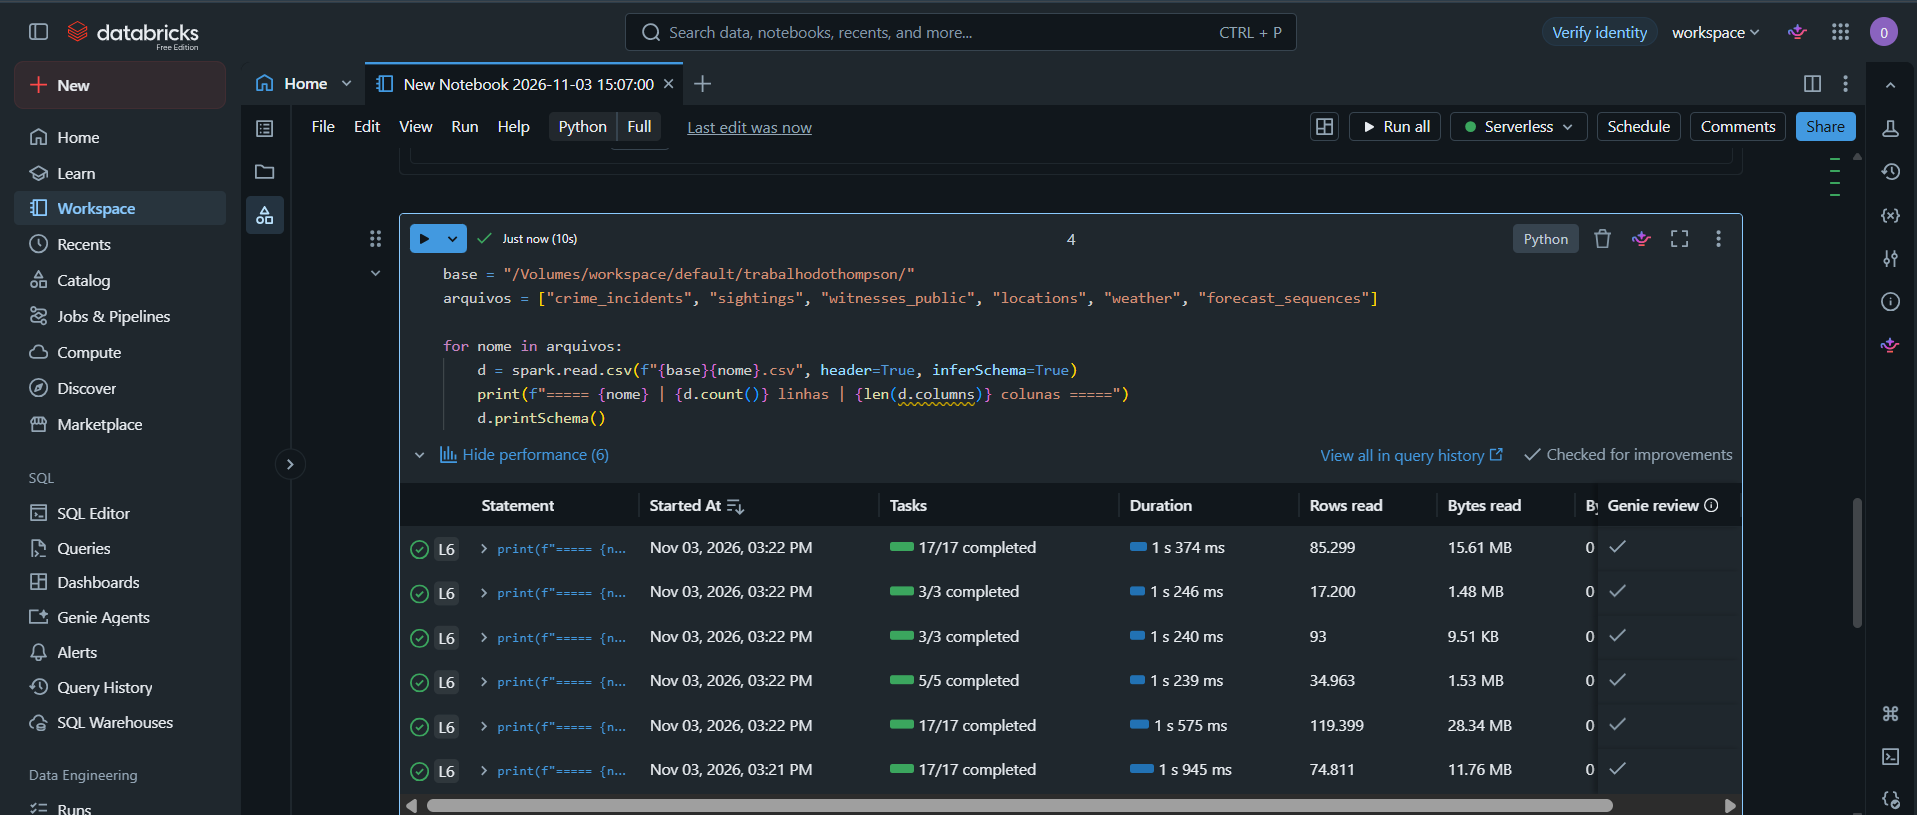 databricks
Free Edition
Search data, notebooks, recents, and more...
CTRL + P
Verify identity
workspace
0
New
Home
New Notebook 2026-11-03 15:07:00
File Edit View Run Help Python Full Last edit was now
Run all
Serverless
Schedule
Comments
Share
Home
Learn
Workspace
Recents
Catalog
Jobs & Pipelines
Compute
Discover
Marketplace
SQL
SQL Editor
Queries
Dashboards
Genie Agents
Alerts
Query History
SQL Warehouses
Data Engineering
Runs
Just now (10s)
4
Python
base = "/Volumes/workspace/default/trabalhodothompson/"
arquivos = ["crime_incidents", "sightings", "witnesses_public", "locations", "weather", "forecast_sequences"]
for nome in arquivos:
d = spark.read.csv(f"{base}{nome}.csv", header=True, inferSchema=True)
print(f"===== {nome} | {d.count()} linhas | {len(d.columns)} colunas =====")
d.printSchema()
Hide performance (6)
View all in query history
Checked for improvements
Statement Started At Tasks Duration Rows read Bytes read By Genie review
L6 print(f"===== {n... Nov 03, 2026, 03:22 PM 17/17 completed 1 s 374 ms 85.299 15.61 MB 0
L6 print(f"===== {n... Nov 03, 2026, 03:22 PM 3/3 completed 1 s 246 ms 17.200 1.48 MB 0
L6 print(f"===== {n... Nov 03, 2026, 03:22 PM 3/3 completed 1 s 240 ms 93 9.51 KB 0
L6 print(f"===== {n... Nov 03, 2026, 03:22 PM 5/5 completed 1 s 239 ms 34.963 1.53 MB 0
L6 print(f"===== {n... Nov 03, 2026, 03:22 PM 17/17 completed 1 s 575 ms 119.399 28.34 MB 0
L6 print(f"===== {n... Nov 03, 2026, 03:21 PM 17/17 completed 1 s 945 ms 74.811 11.76 MB 0